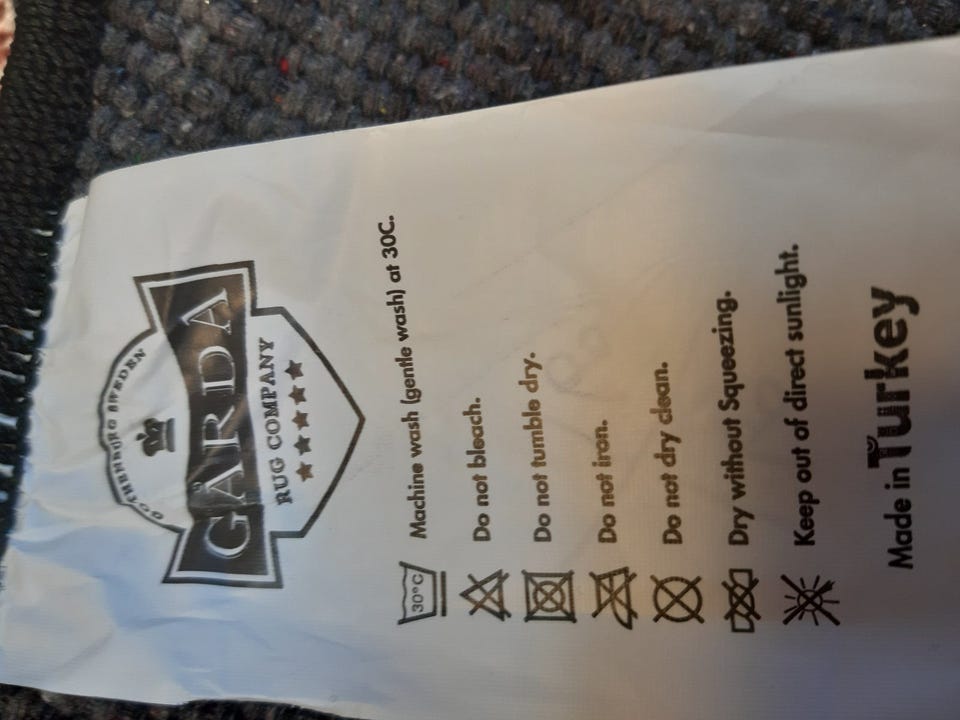 GOTHENBURG SWEDEN
GÅRDA
RUG COMPANY
30°C
Machine wash (gentle wash) at 30C.
Do not bleach.
Do not tumble dry.
Do not iron.
Do not dry clean.
Dry without Squeezing.
Keep out of direct sunlight.
Made in Turkey